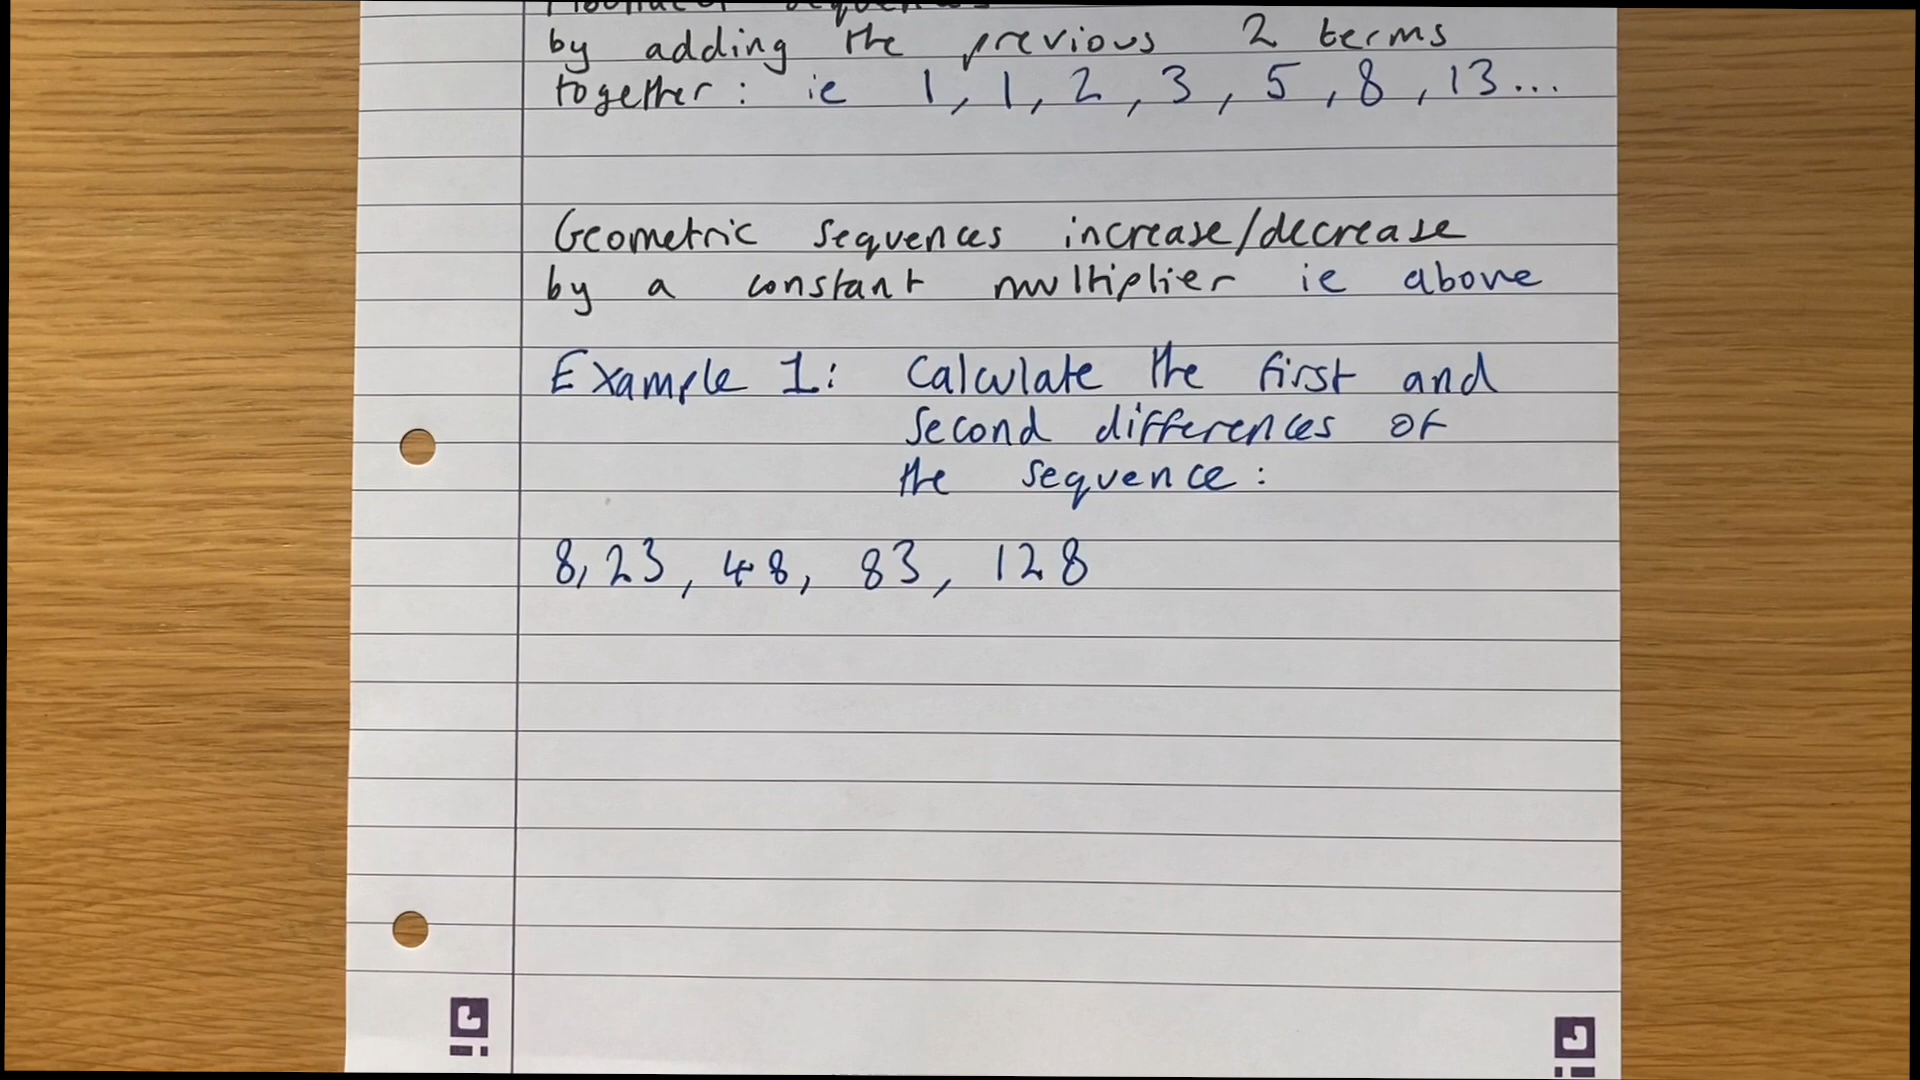 Fibonacci sequences
by adding the previous 2 terms
together: ie 1, 1, 2, 3, 5, 8, 13...
Geometric sequences increase/decrease
by a constant multiplier ie above
Example 1: Calculate the first and
second differences of
the sequence:
8, 23, 48, 83, 128